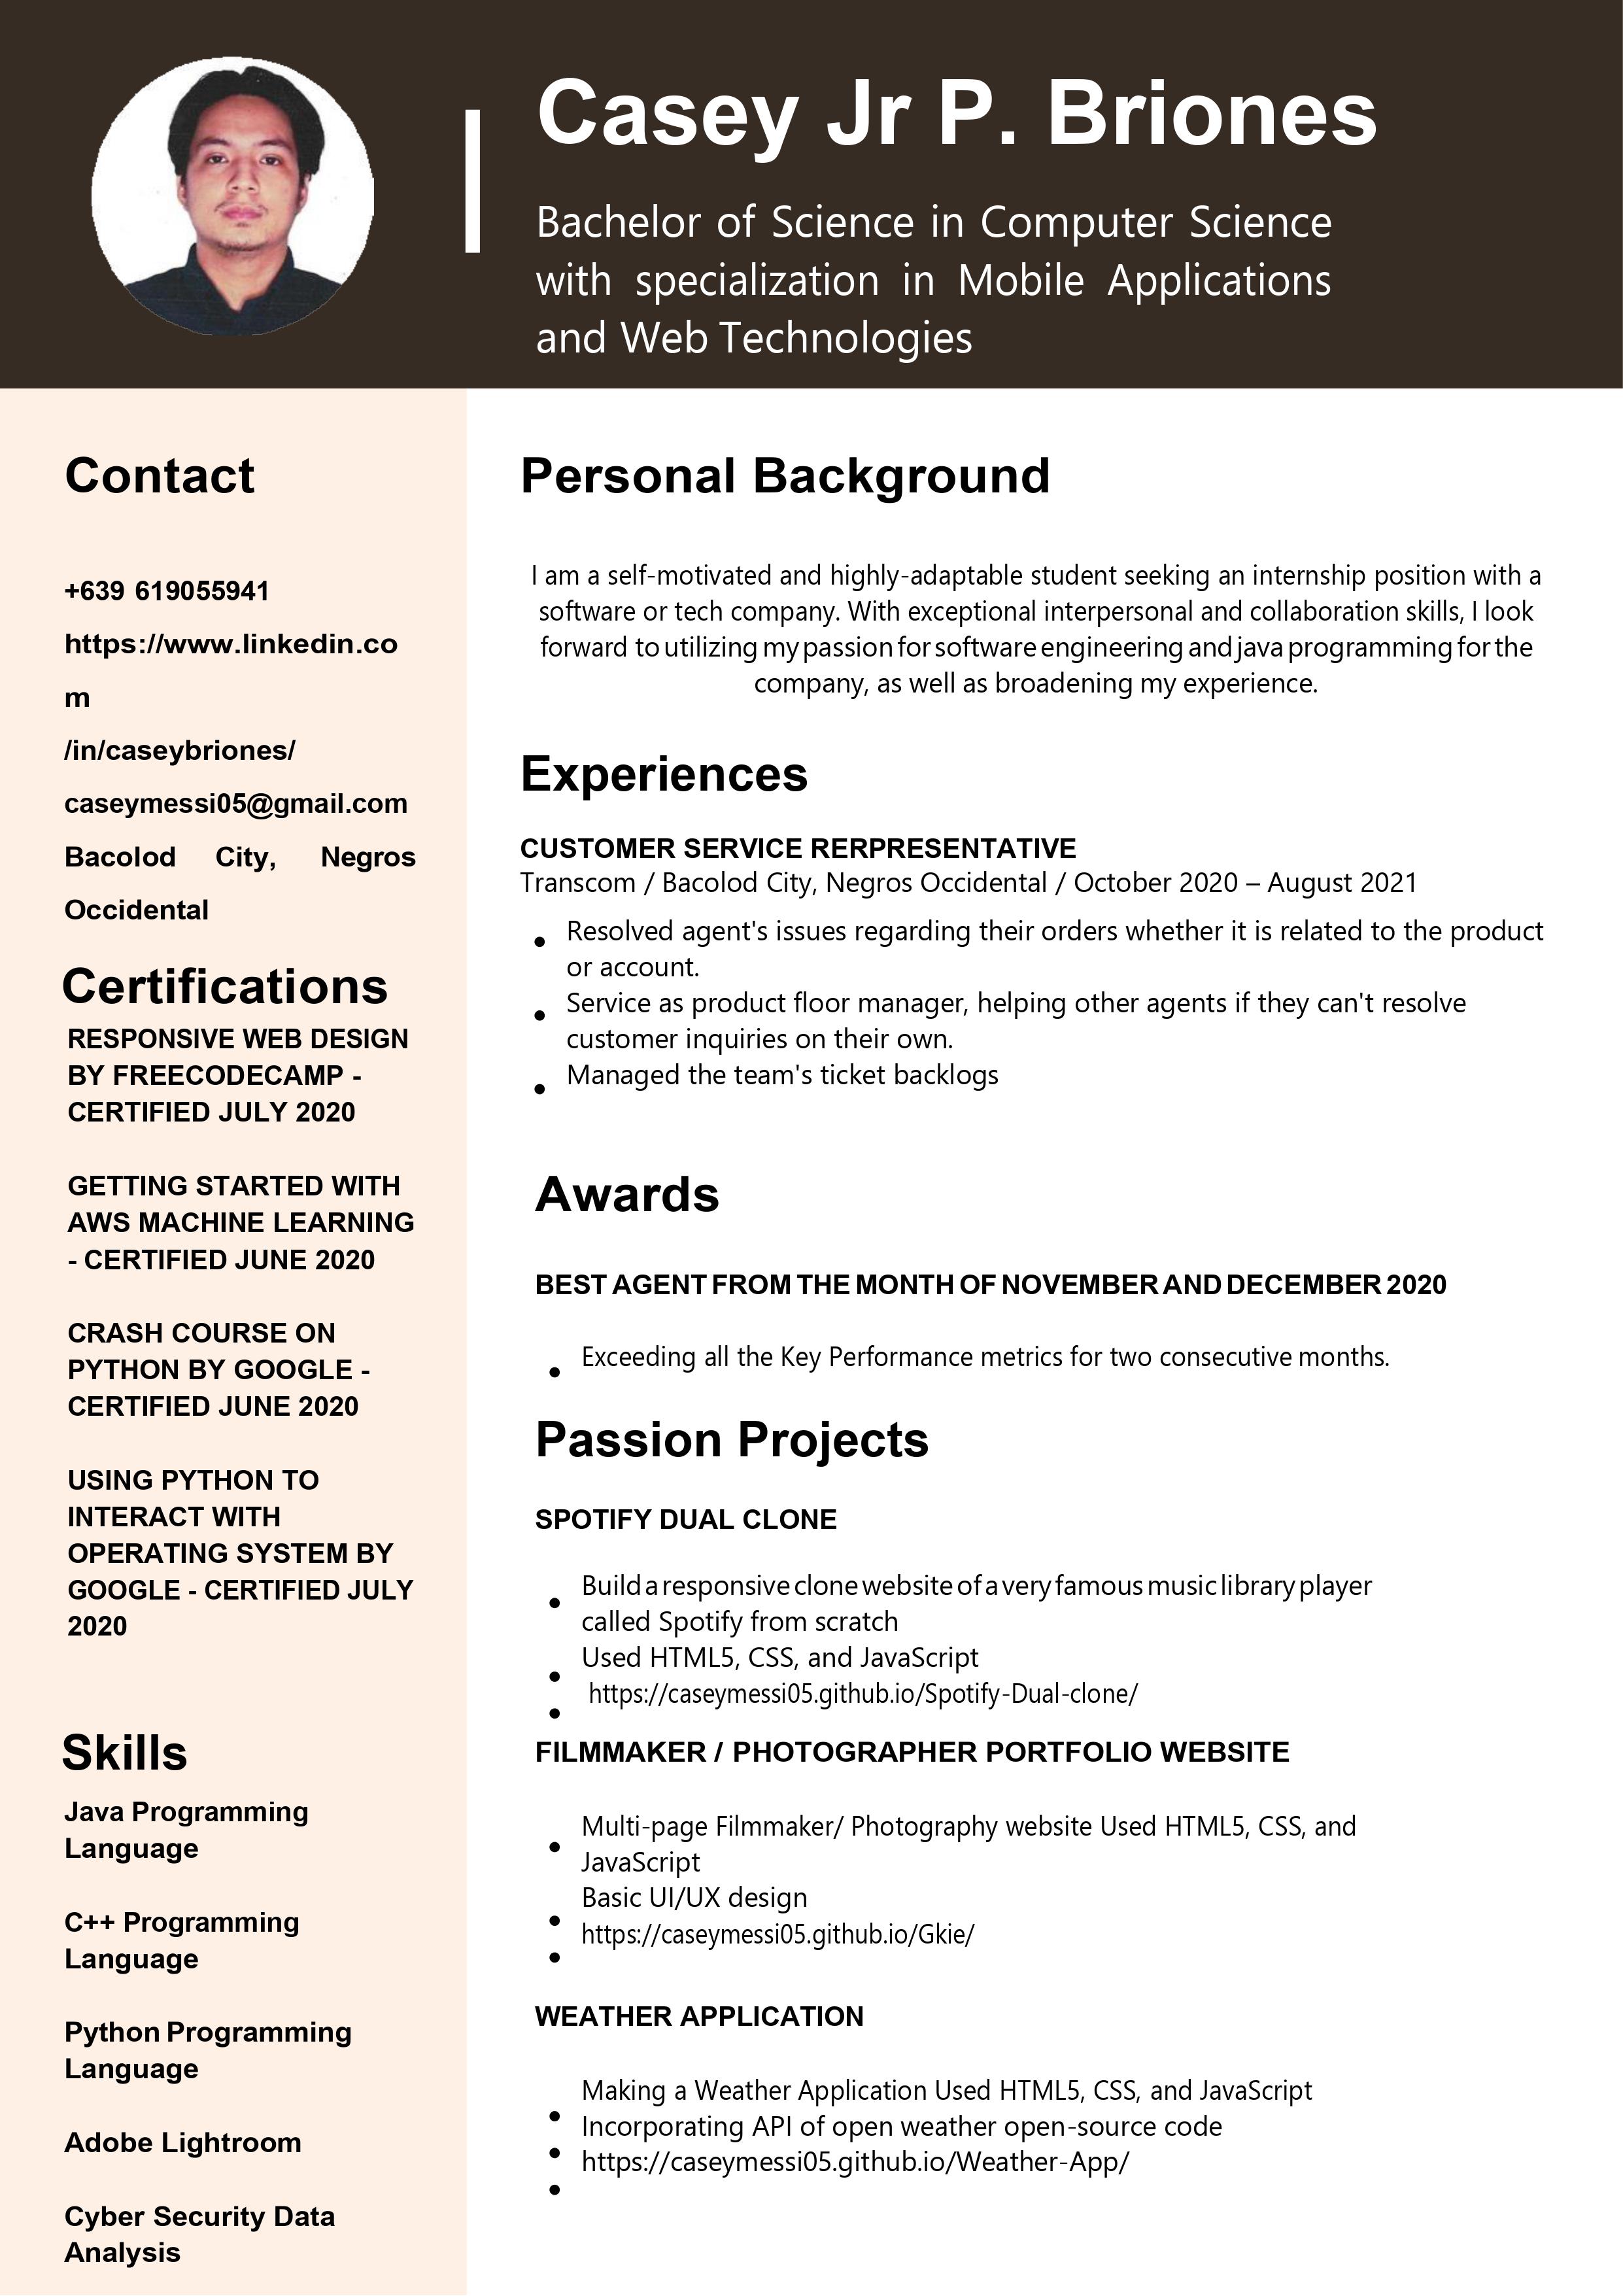 Casey Jr P. Briones
Bachelor of Science in Computer Science
with specialization in Mobile Applications
and Web Technologies
Contact
+639 619055941
https://www.linkedin.co
m
/in/caseybriones/
caseymessi05@gmail.com
Bacolod City, Negros
Occidental
Certifications
RESPONSIVE WEB DESIGN
BY FREECODECAMP -
CERTIFIED JULY 2020
GETTING STARTED WITH
AWS MACHINE LEARNING
- CERTIFIED JUNE 2020
CRASH COURSE ON
PYTHON BY GOOGLE -
CERTIFIED JUNE 2020
USING PYTHON TO
INTERACT WITH
OPERATING SYSTEM BY
GOOGLE - CERTIFIED JULY
2020
Skills
Java Programming
Language
C++ Programming
Language
Python Programming
Language
Adobe Lightroom
Cyber Security Data
Analysis
Personal Background
I am a self-motivated and highly-adaptable student seeking an internship position with a
software or tech company. With exceptional interpersonal and collaboration skills, I look
forward to utilizing my passion for software engineering and java programming for the
company, as well as broadening my experience.
Experiences
CUSTOMER SERVICE RERPRESENTATIVE
Transcom / Bacolod City, Negros Occidental / October 2020 – August 2021
• Resolved agent's issues regarding their orders whether it is related to the product
or account.
• Service as product floor manager, helping other agents if they can't resolve
customer inquiries on their own.
• Managed the team's ticket backlogs
Awards
BEST AGENT FROM THE MONTH OF NOVEMBER AND DECEMBER 2020
• Exceeding all the Key Performance metrics for two consecutive months.
Passion Projects
SPOTIFY DUAL CLONE
• Build a responsive clone website of a very famous music library player
called Spotify from scratch
• Used HTML5, CSS, and JavaScript
• https://caseymessi05.github.io/Spotify-Dual-clone/
FILMMAKER / PHOTOGRAPHER PORTFOLIO WEBSITE
• Multi-page Filmmaker/ Photography website Used HTML5, CSS, and
JavaScript
• Basic UI/UX design
• https://caseymessi05.github.io/Gkie/
WEATHER APPLICATION
• Making a Weather Application Used HTML5, CSS, and JavaScript
• Incorporating API of open weather open-source code
• https://caseymessi05.github.io/Weather-App/